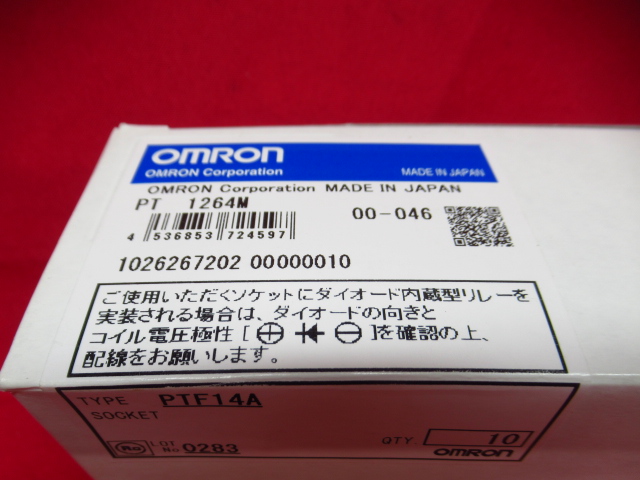 OMRON
OMRON Corporation MADE IN JAPAN
OMRON Corporation MADE IN JAPAN
PT 1264M
00-046
4 536853 724597
1026267202 00000010
ご使用いただくソケットにダイオード内蔵型リレーを
実装される場合は、ダイオードの向きと
コイル電圧極性[⊕ ⊖]を確認の上、
配線をお願いします。
TYPE PTF14A
SOCKET
LOT No 0283
QTY. 10
OMRON